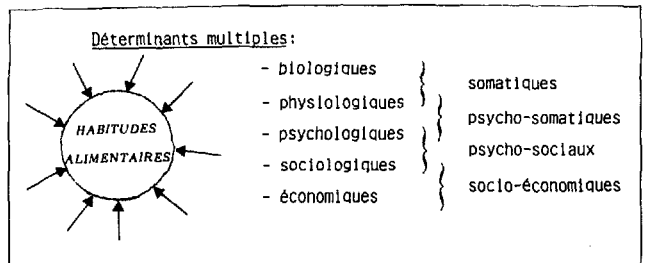 Déterminants multiples:
HABITUDES
ALIMENTAIRES
- biologiques
- physiologiques
- psychologiques
- sociologiques
- économiques
somatiques
psycho-somatiques
psycho-sociaux
socio-économiques